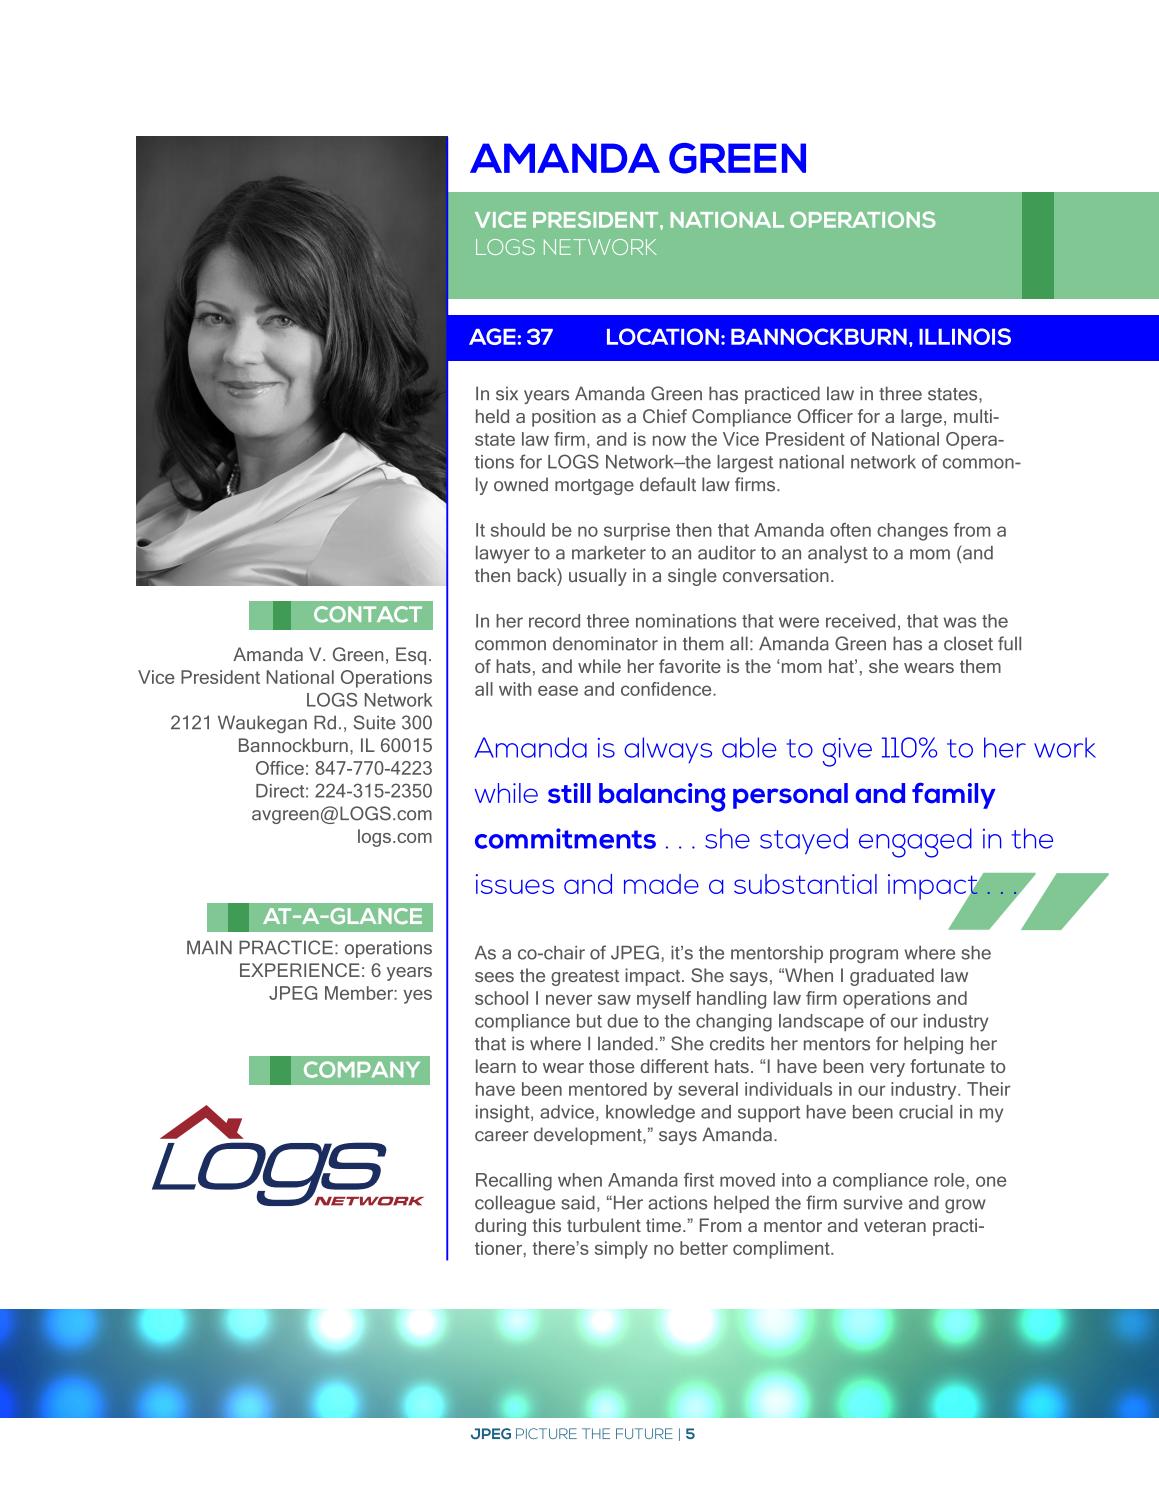 AMANDA GREEN
VICE PRESIDENT, NATIONAL OPERATIONS
LOGS NETWORK
AGE: 37 LOCATION: BANNOCKBURN, ILLINOIS
In six years Amanda Green has practiced law in three states,
held a position as a Chief Compliance Officer for a large, multi-
state law firm, and is now the Vice President of National Opera-
tions for LOGS Network—the largest national network of common-
ly owned mortgage default law firms.
It should be no surprise then that Amanda often changes from a
lawyer to a marketer to an auditor to an analyst to a mom (and
then back) usually in a single conversation.
In her record three nominations that were received, that was the
common denominator in them all: Amanda Green has a closet full
of hats, and while her favorite is the ‘mom hat’, she wears them
all with ease and confidence.
Amanda is always able to give 110% to her work
while still balancing personal and family
commitments . . . she stayed engaged in the
issues and made a substantial impact . . .
As a co-chair of JPEG, it’s the mentorship program where she
sees the greatest impact. She says, “When I graduated law
school I never saw myself handling law firm operations and
compliance but due to the changing landscape of our industry
that is where I landed.” She credits her mentors for helping her
learn to wear those different hats. “I have been very fortunate to
have been mentored by several individuals in our industry. Their
insight, advice, knowledge and support have been crucial in my
career development,” says Amanda.
Recalling when Amanda first moved into a compliance role, one
colleague said, “Her actions helped the firm survive and grow
during this turbulent time.” From a mentor and veteran practi-
tioner, there’s simply no better compliment.
CONTACT
Amanda V. Green, Esq.
Vice President National Operations
LOGS Network
2121 Waukegan Rd., Suite 300
Bannockburn, IL 60015
Office: 847-770-4223
Direct: 224-315-2350
avgreen@LOGS.com
logs.com
AT-A-GLANCE
MAIN PRACTICE: operations
EXPERIENCE: 6 years
JPEG Member: yes
COMPANY
Logs
NETWORK
JPEG PICTURE THE FUTURE | 5